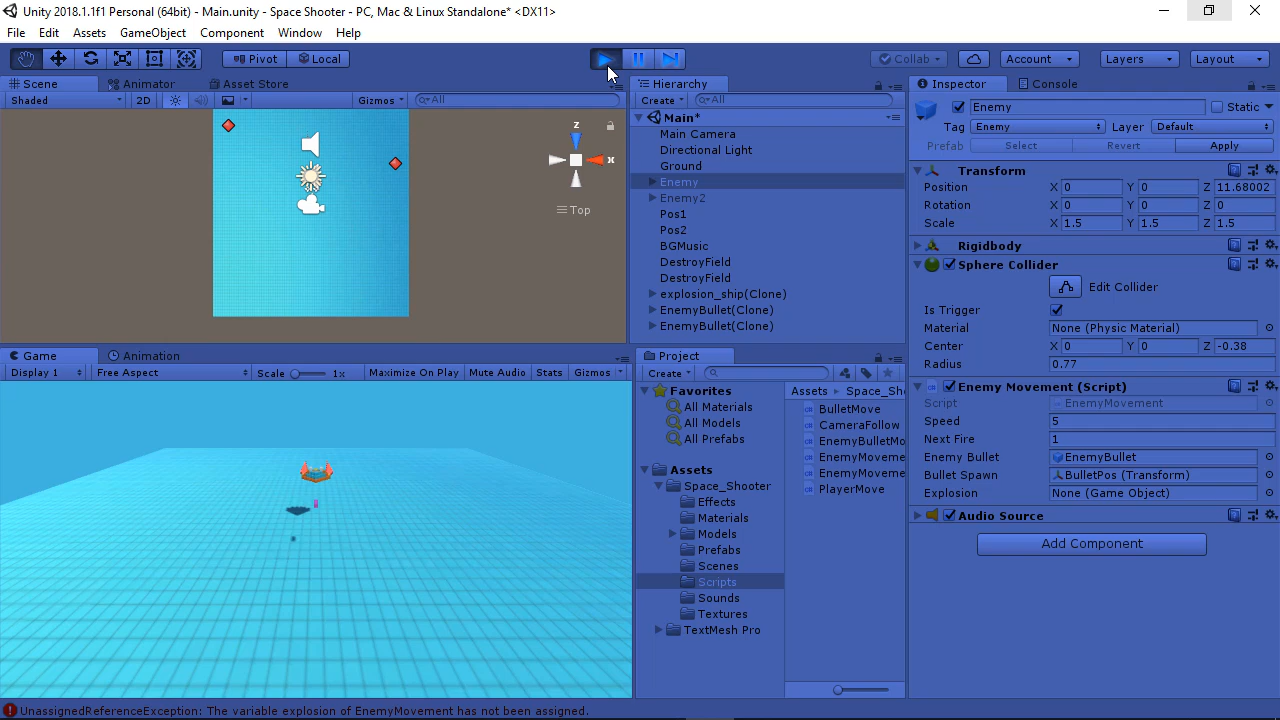 Unity 2018.1.1f1 Personal (64bit) - Main.unity - Space Shooter - PC, Mac & Linux Standalone* <DX11>
File Edit Assets GameObject Component Window Help
Pivot Local Collab Account Layers Layout
Scene Animator Asset Store
Shaded 2D Gizmos All
z
x
Top
Hierarchy
Create All
Main*
Main Camera
Directional Light
Ground
Enemy
Enemy2
Pos1
Pos2
BGMusic
DestroyField
DestroyField
explosion_ship(Clone)
EnemyBullet(Clone)
EnemyBullet(Clone)
Inspector Console
Enemy Static
Tag Enemy Layer Default
Prefab Select Revert Apply
Transform
Position X 0 Y 0 Z 11.68002
Rotation X 0 Y 0 Z 0
Scale X 1.5 Y 1.5 Z 1.5
Rigidbody
Sphere Collider
Edit Collider
Is Trigger
Material None (Physic Material)
Center X 0 Y 0 Z -0.38
Radius 0.77
Enemy Movement (Script)
Script EnemyMovement
Speed 5
Next Fire 1
Enemy Bullet EnemyBullet
Bullet Spawn BulletPos (Transform)
Explosion None (Game Object)
Audio Source
Add Component
Game Animation
Display 1 Free Aspect Scale 1x Maximize On Play Mute Audio Stats Gizmos
Project
Create
Favorites
All Materials
All Models
All Prefabs
Assets
Space_Shooter
Effects
Materials
Models
Prefabs
Scenes
Scripts
Sounds
Textures
TextMesh Pro
Assets Space_Sho
BulletMove
CameraFollow
EnemyBulletMo
EnemyMoveme
EnemyMoveme
PlayerMove
UnassignedReferenceException: The variable explosion of EnemyMovement has not been assigned.